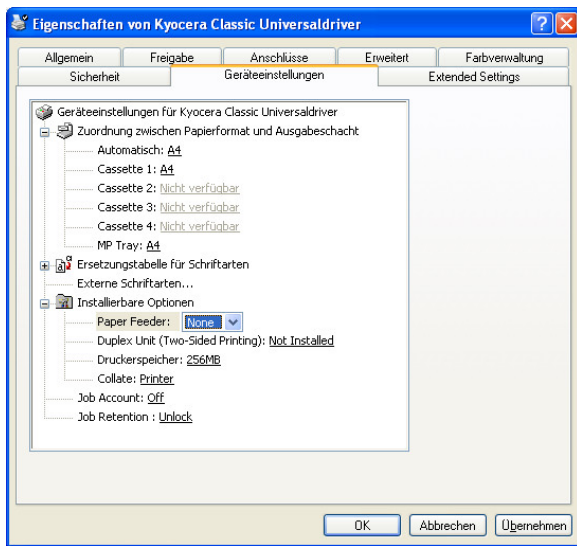 Eigenschaften von Kyocera Classic Universaldriver
Allgemein Freigabe Anschlüsse Erweitert Farbverwaltung
Sicherheit Geräteeinstellungen Extended Settings
Geräteeinstellungen für Kyocera Classic Universaldriver
Zuordnung zwischen Papierformat und Ausgabeschacht
Automatisch: A4
Cassette 1: A4
Cassette 2: Nicht verfügbar
Cassette 3: Nicht verfügbar
Cassette 4: Nicht verfügbar
MP Tray: A4
Ersetzungstabelle für Schriftarten
Externe Schriftarten...
Installierbare Optionen
Paper Feeder: None
Duplex Unit (Two-Sided Printing): Not Installed
Druckerspeicher: 256MB
Collate: Printer
Job Account: Off
Job Retention : Unlock
OK Abbrechen Übernehmen